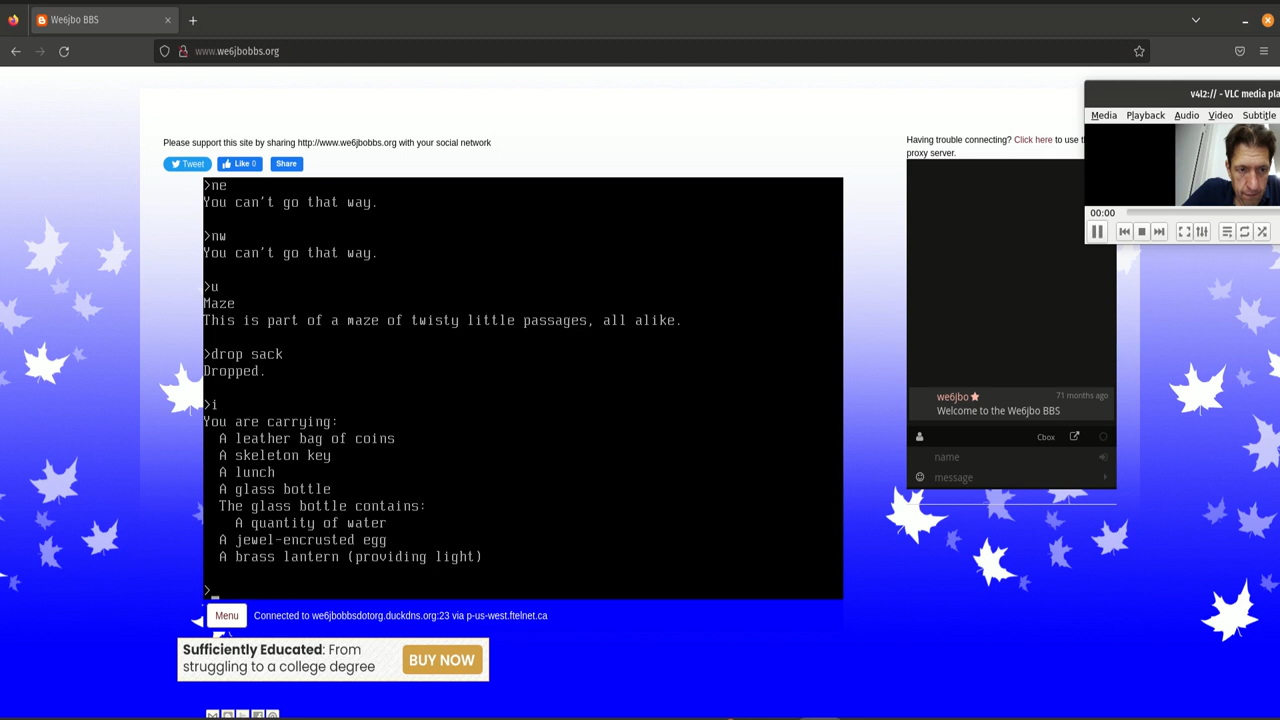 We6jbo BBS
www.we6jbobbs.org
v4l2:// - VLC media pla
Media Playback Audio Video Subtitle
00:00
Please support this site by sharing http://www.we6jbobbs.org with your social network
Tweet Like 0 Share
Having trouble connecting? Click here to use t
proxy server.
>ne
You can't go that way.
>nw
You can't go that way.
>u
Maze
This is part of a maze of twisty little passages, all alike.
>drop sack
Dropped.
>i
You are carrying:
A leather bag of coins
A skeleton key
A lunch
A glass bottle
The glass bottle contains:
A quantity of water
A jewel-encrusted egg
A brass lantern (providing light)
>_
we6jbo 71 months ago
Welcome to the We6jbo BBS
Cbox
name
message
Menu Connected to we6jbobbsdotorg.duckdns.org:23 via p-us-west.ftelnet.ca
Sufficiently Educated: From
struggling to a college degree
BUY NOW